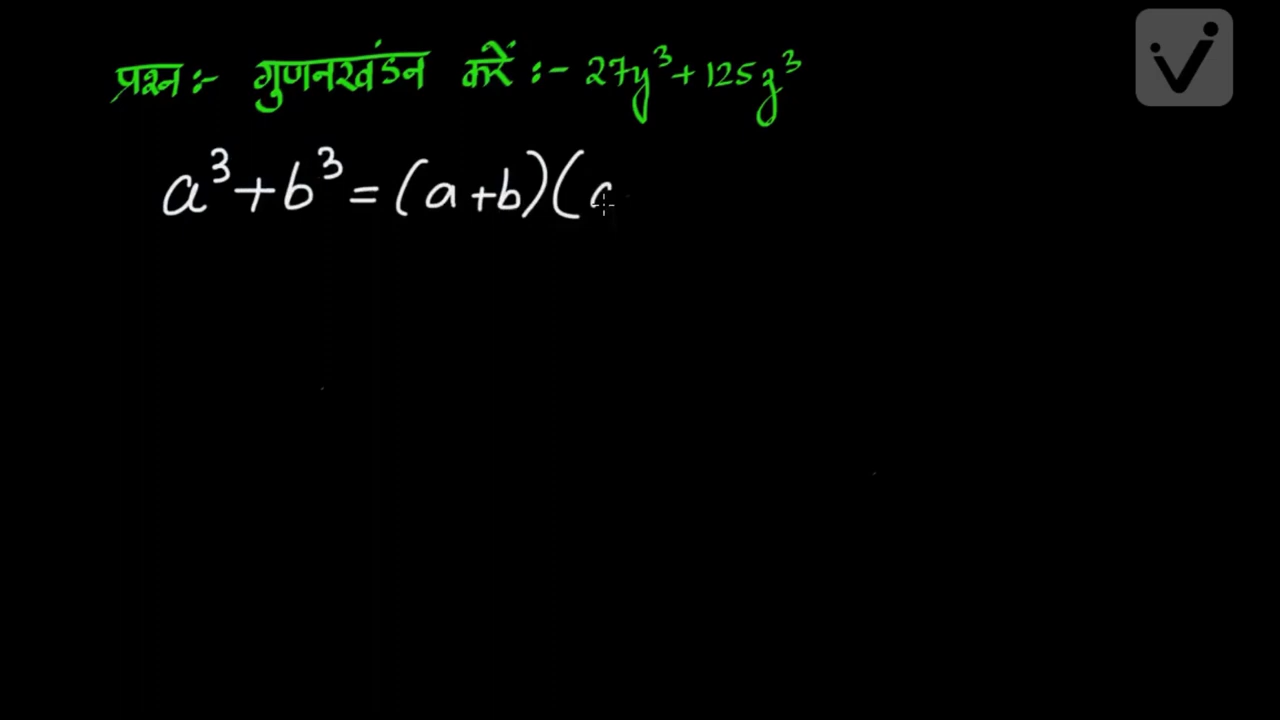 प्रश्न:- गुणनखंडन करें :- 27y³ + 125z³
a³ + b³ = (a + b)(a